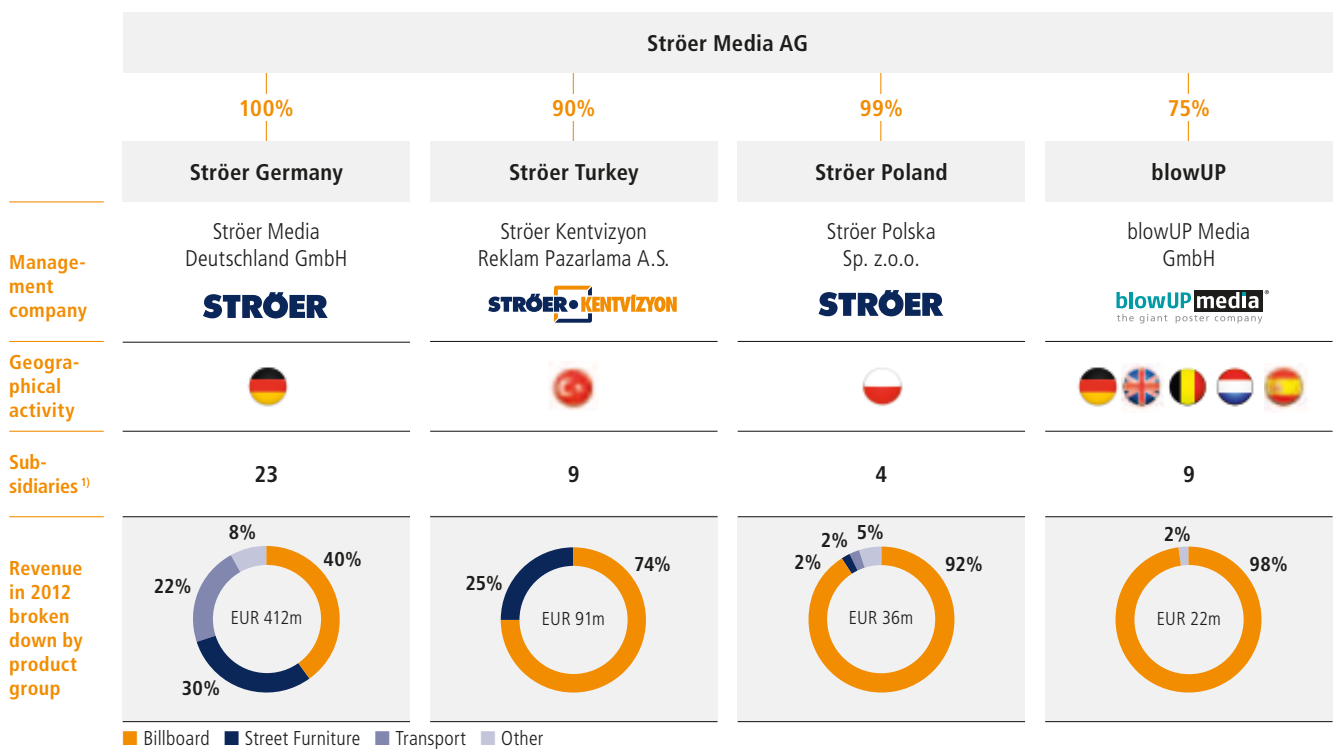 Ströer Media AG
100%
90%
99%
75%
Ströer Germany
Ströer Turkey
Ströer Poland
blowUP
Manage-
ment
company
Ströer Media
Deutschland GmbH
STRÖER
Ströer Kentvizyon
Reklam Pazarlama A.S.
STRÖER•KENTVİZYON
Ströer Polska
Sp. z.o.o.
STRÖER
blowUP Media
GmbH
blowUP media®
the giant poster company
Geogra-
phical
activity
Sub-
sidiaries 1)
23
9
4
9
Revenue
in 2012
broken
down by
product
group
8%
40%
22%
EUR 412m
30%
25%
74%
EUR 91m
2%
5%
2%
92%
EUR 36m
2%
98%
EUR 22m
Billboard
Street Furniture
Transport
Other